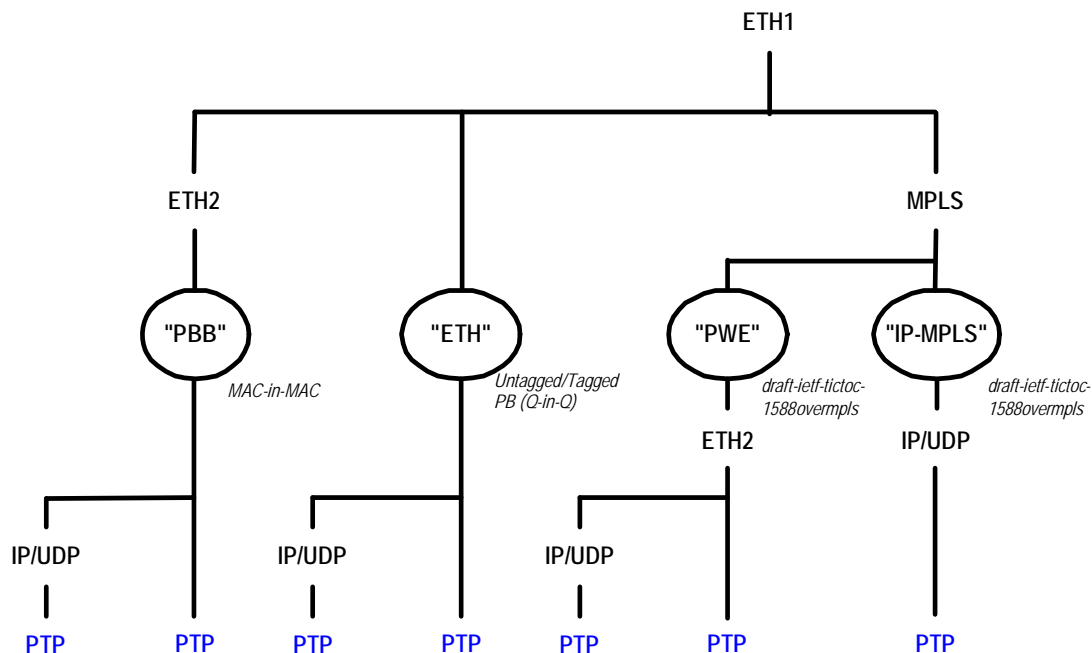 ETH1
ETH2
MPLS
"PBB"
"ETH"
"PWE"
"IP-MPLS"
MAC-in-MAC
Untagged/Tagged
PB (Q-in-Q)
draft-ietf-tictoc-
1588overmpls
draft-ietf-tictoc-
1588overmpls
ETH2
IP/UDP
IP/UDP
IP/UDP
IP/UDP
PTP
PTP
PTP
PTP
PTP
PTP
PTP